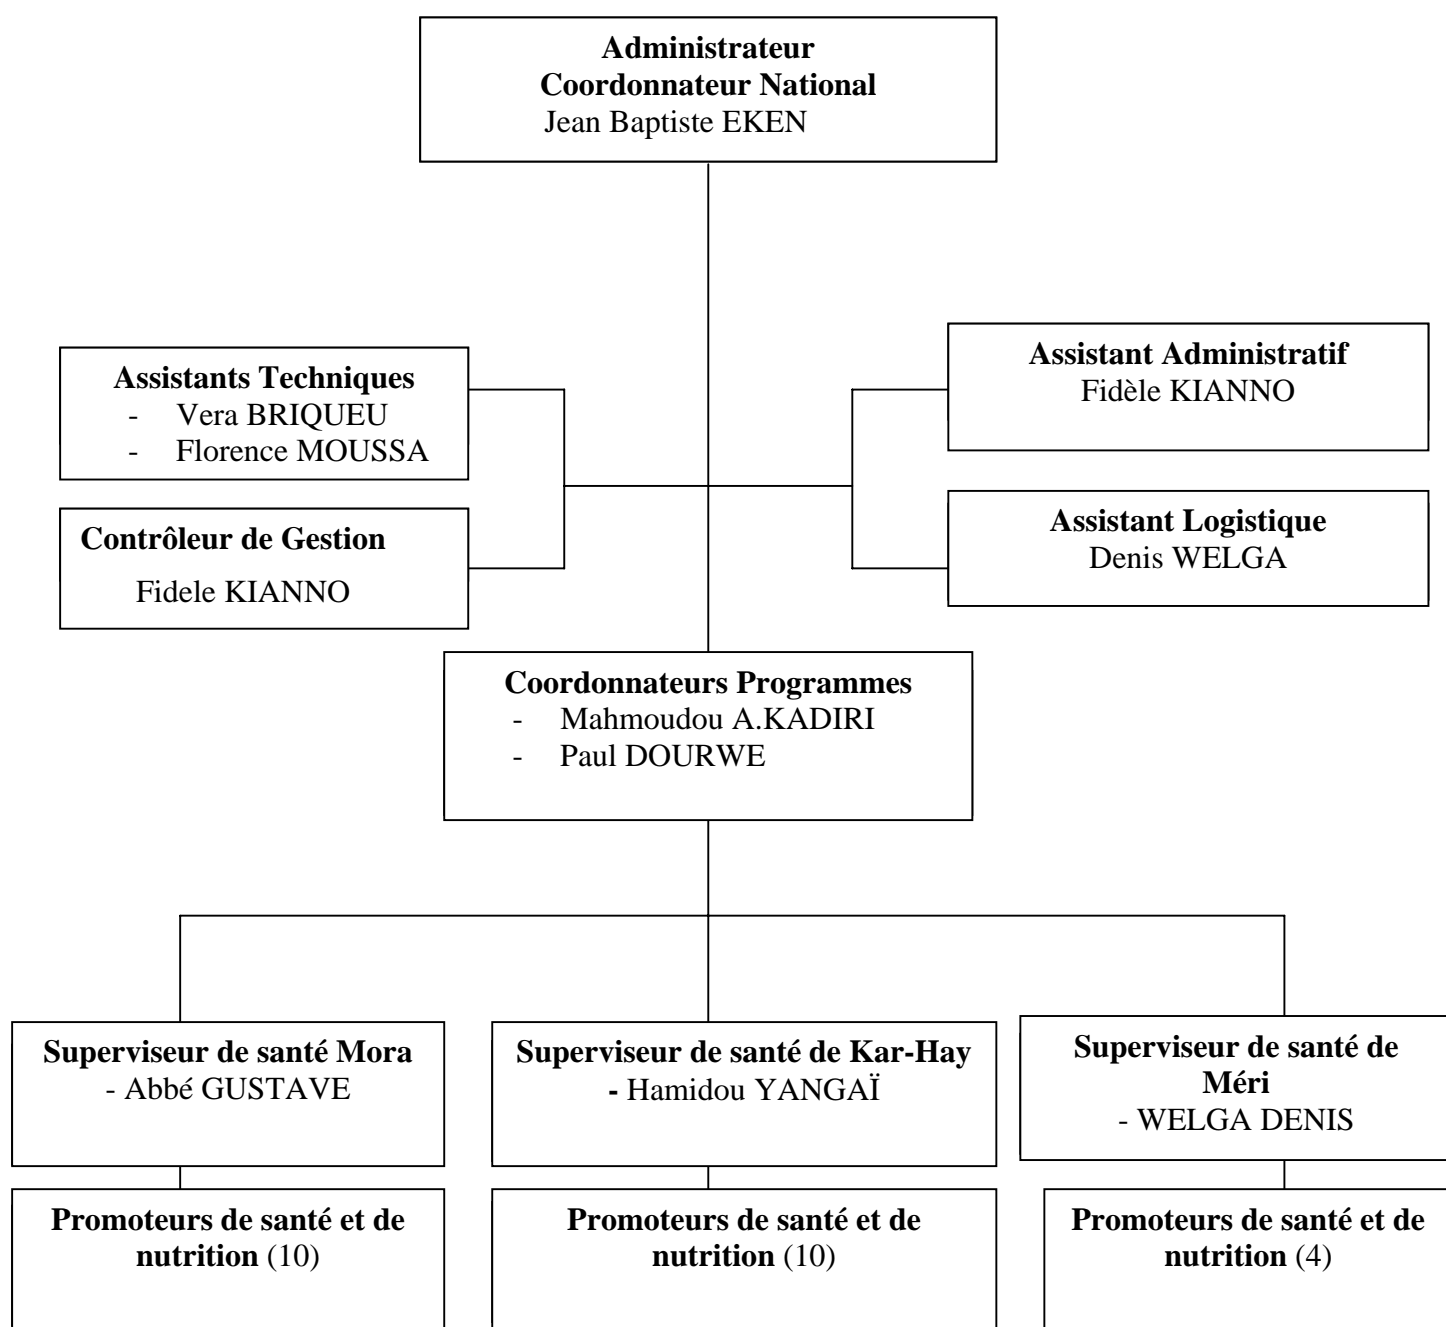 Administrateur
Coordonnateur National
Jean Baptiste EKEN
Assistants Techniques
- Vera BRIQUEU
- Florence MOUSSA
Assistant Administratif
Fidèle KIANNO
Contrôleur de Gestion
Fidele KIANNO
Assistant Logistique
Denis WELGA
Coordonnateurs Programmes
- Mahmoudou A.KADIRI
- Paul DOURWE
Superviseur de santé Mora
- Abbé GUSTAVE
Superviseur de santé de Kar-Hay
- Hamidou YANGAÏ
Superviseur de santé de
Méri
- WELGA DENIS
Promoteurs de santé et de
nutrition (10)
Promoteurs de santé et de
nutrition (10)
Promoteurs de santé et de
nutrition (4)